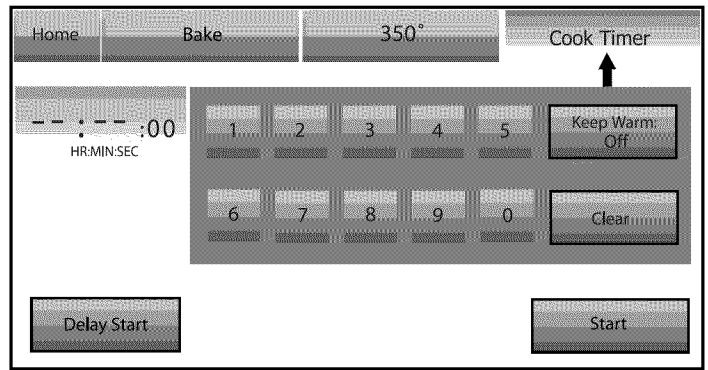 Home Bake 350° Cook Timer
-- : -- :00
HR:MIN:SEC
1 2 3 4 5 Keep Warm:
Off
6 7 8 9 0 Clear
Delay Start Start